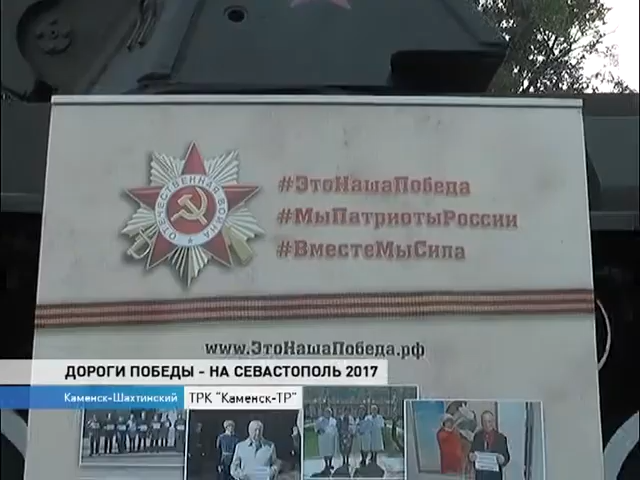 #ЭтоНашаПобеда
#МыПатриотыРоссии
#ВместеМыСила
ОТЕЧЕСТВЕННАЯ ВОЙНА
www.ЭтоНашаПобеда.рф
ДОРОГИ ПОБЕДЫ - НА СЕВАСТОПОЛЬ 2017
Каменск-Шахтинский ТРК "Каменск-ТР"